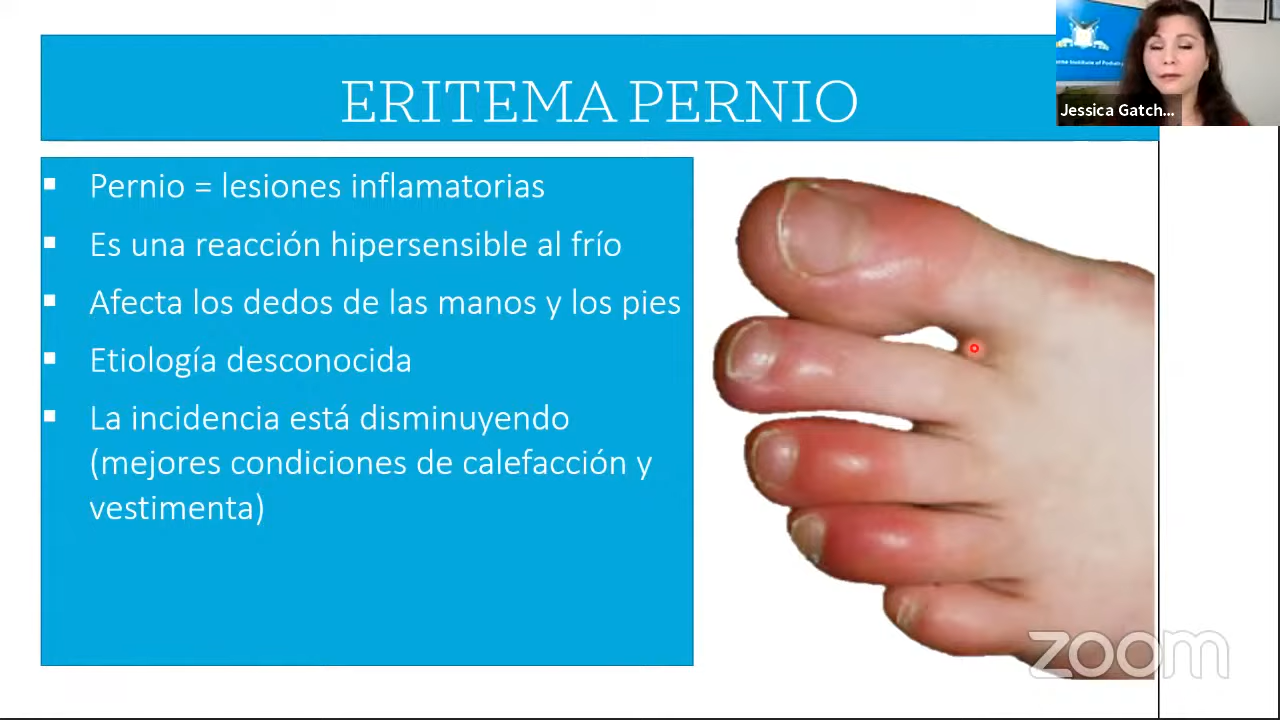 ERITEMA PERNIO
Jessica Gatch...
▪ Pernio = lesiones inflamatorias
▪ Es una reacción hipersensible al frío
▪ Afecta los dedos de las manos y los pies
▪ Etiología desconocida
▪ La incidencia está disminuyendo
(mejores condiciones de calefacción y
vestimenta)
zoom